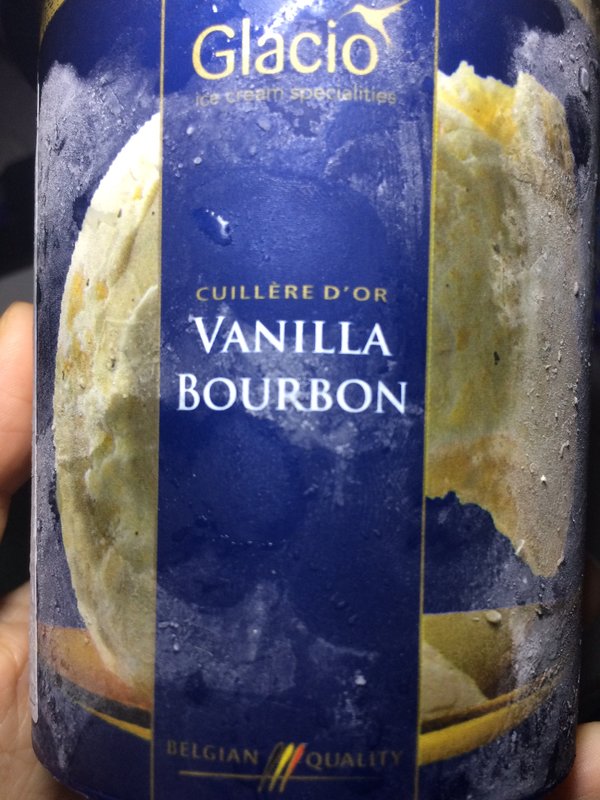 Glacio
ice cream specialities
CUILLÈRE D'OR
VANILLA
BOURBON
BELGIAN QUALITY